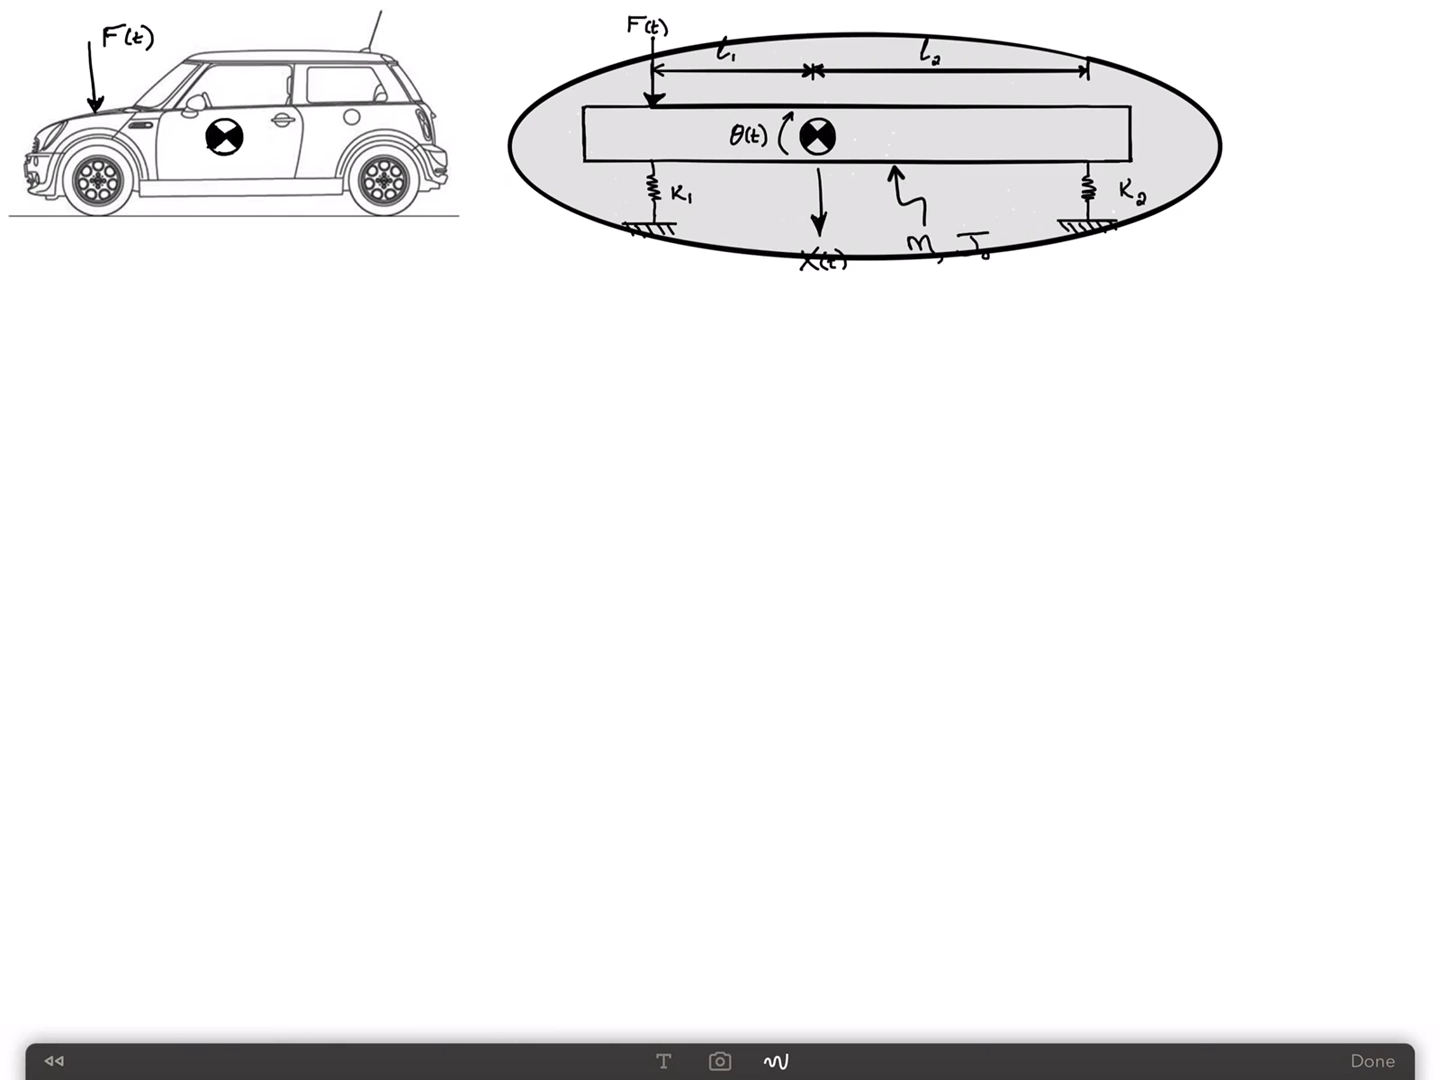 F(t)
F(t)
l₁
l₂
θ(t)
K₁
K₂
m, J₀
X(t)
T
Done